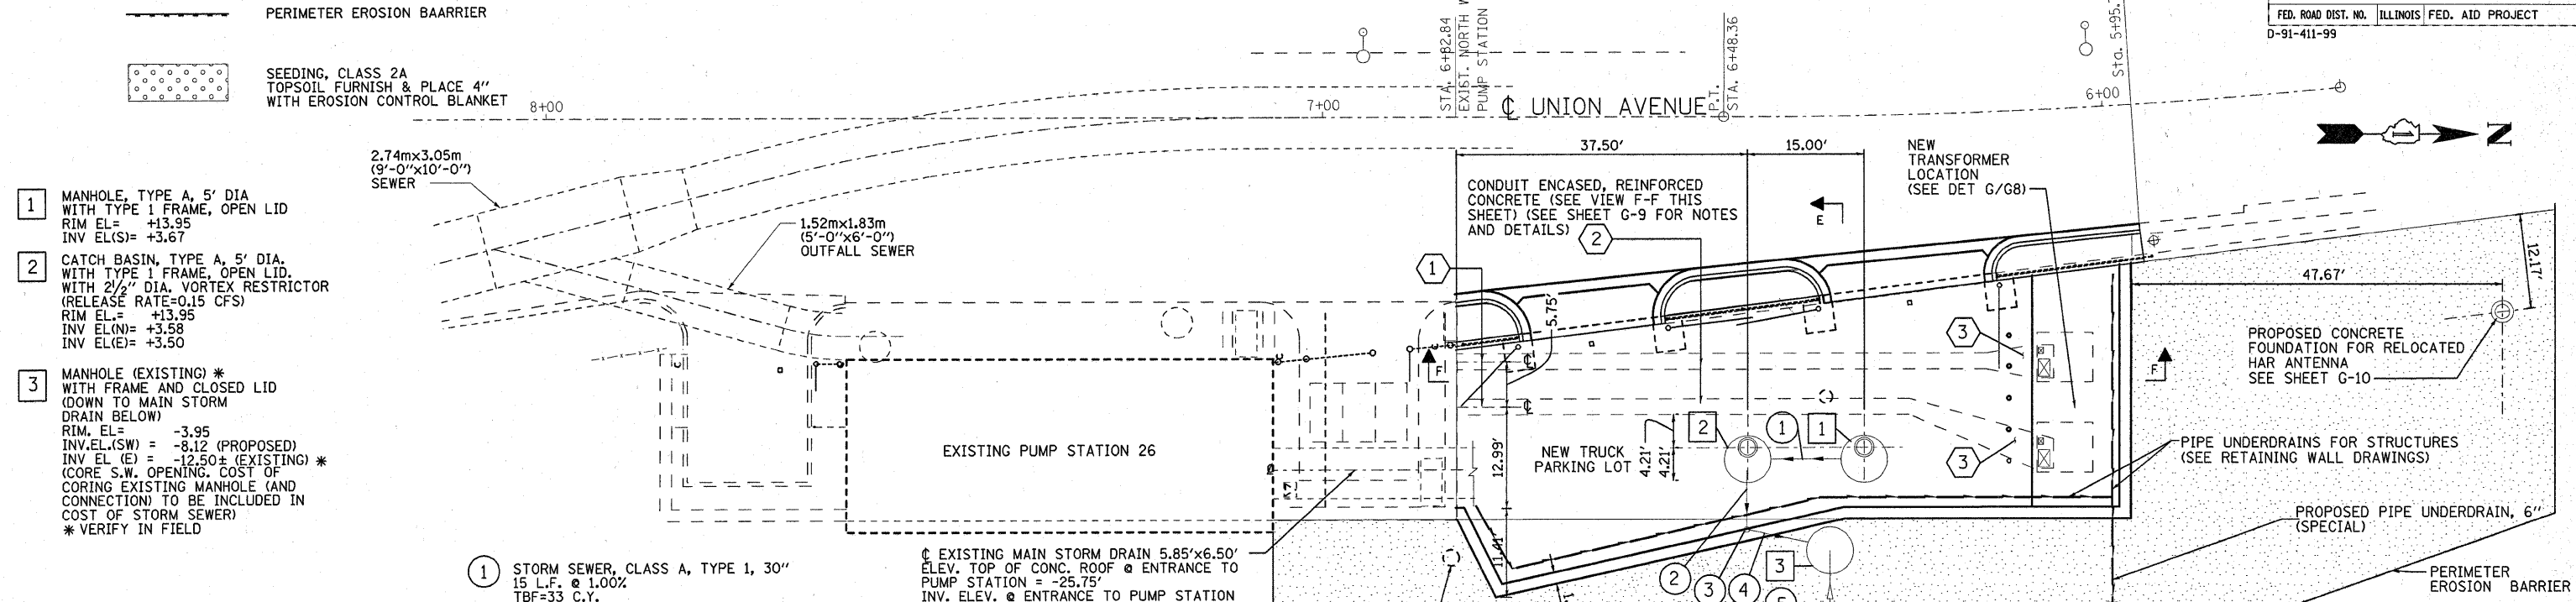 PERIMETER EROSION BAARRIER
SEEDING, CLASS 2A
TOPSOIL FURNISH & PLACE 4"
WITH EROSION CONTROL BLANKET
8+00
7+00
STA. 6+82.84
EXIST. NORTH W
PUMP STATION
℄ UNION AVENUE
P.T.
STA. 6+48.36
6+00
Sta. 5+95.
FED. ROAD DIST. NO. ILLINOIS FED. AID PROJECT
D-91-411-99
N
2.74mx3.05m
(9'-0"x10'-0")
SEWER
1.52mx1.83m
(5'-0"x6'-0")
OUTFALL SEWER
1
MANHOLE, TYPE A, 5' DIA
WITH TYPE 1 FRAME, OPEN LID
RIM EL= +13.95
INV EL(S)= +3.67
2
CATCH BASIN, TYPE A, 5' DIA.
WITH TYPE 1 FRAME, OPEN LID.
WITH 2½" DIA. VORTEX RESTRICTOR
(RELEASE RATE=0.15 CFS)
RIM EL.= +13.95
INV EL(N)= +3.58
INV EL(E)= +3.50
3
MANHOLE (EXISTING) *
WITH FRAME AND CLOSED LID
(DOWN TO MAIN STORM
DRAIN BELOW)
RIM. EL= -3.95
INV.EL.(SW) = -8.12 (PROPOSED)
INV EL (E) = -12.50± (EXISTING) *
(CORE S.W. OPENING. COST OF
CORING EXISTING MANHOLE (AND
CONNECTION) TO BE INCLUDED IN
COST OF STORM SEWER)
* VERIFY IN FIELD
37.50'
15.00'
CONDUIT ENCASED, REINFORCED
CONCRETE (SEE VIEW F-F THIS
SHEET) (SEE SHEET G-9 FOR NOTES
AND DETAILS)
2
1
E
NEW
TRANSFORMER
LOCATION
(SEE DET G/G8)
12.17'
47.67'
5.75'
F
℄
℄
3
F
PROPOSED CONCRETE
FOUNDATION FOR RELOCATED
HAR ANTENNA
SEE SHEET G-10
EXISTING PUMP STATION 26
12.99'
NEW TRUCK
PARKING LOT
4.21'
4.21'
2
1
1
3
PIPE UNDERDRAINS FOR STRUCTURES
(SEE RETAINING WALL DRAWINGS)
PROPOSED PIPE UNDERDRAIN, 6"
(SPECIAL)
11.41'
1
STORM SEWER, CLASS A, TYPE 1, 30"
15 L.F. @ 1.00%
TBF=33 C.Y.
℄ EXISTING MAIN STORM DRAIN 5.85'x6.50'
ELEV. TOP OF CONC. ROOF @ ENTRANCE TO
PUMP STATION = -25.75'
INV. ELEV. @ ENTRANCE TO PUMP STATION
2
3
4
3
5
PERIMETER
EROSION BARRIER